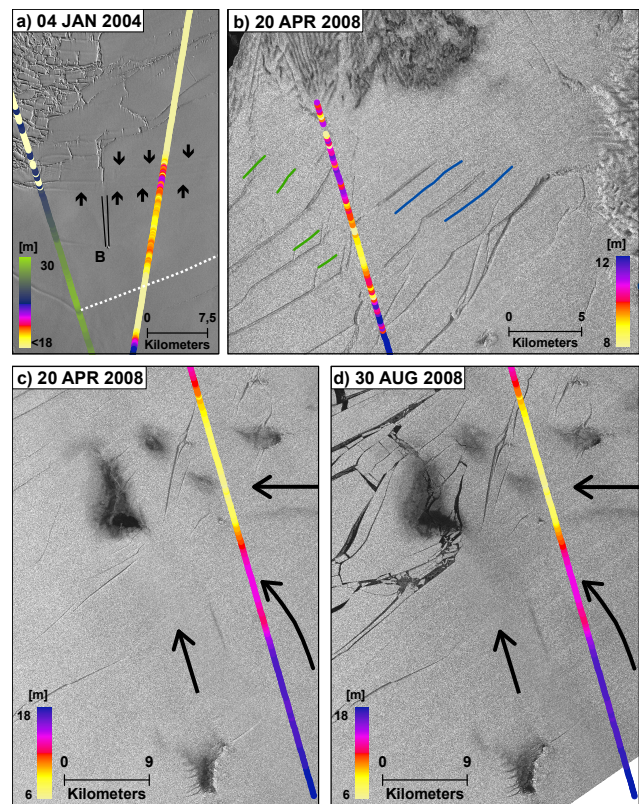 a) 04 JAN 2004
B
[m]
30
<18
0 7,5
Kilometers
b) 20 APR 2008
12
8
[m]
0 5
Kilometers
c) 20 APR 2008
[m]
18
6
0 9
Kilometers
d) 30 AUG 2008
[m]
18
6
0 9
Kilometers